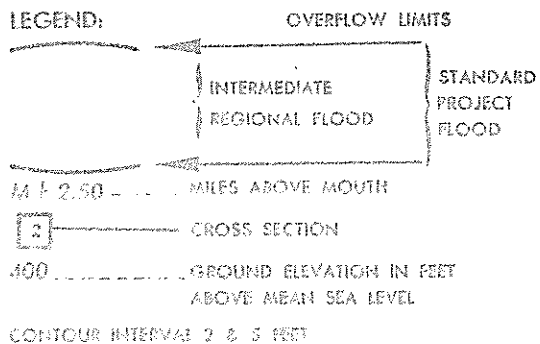 LEGEND:
OVERFLOW LIMITS
INTERMEDIATE
REGIONAL FLOOD
STANDARD
PROJECT
FLOOD
M + 2.50 MILES ABOVE MOUTH
2 CROSS SECTION
400 GROUND ELEVATION IN FEET
ABOVE MEAN SEA LEVEL
CONTOUR INTERVAL 2 & 5 FEET